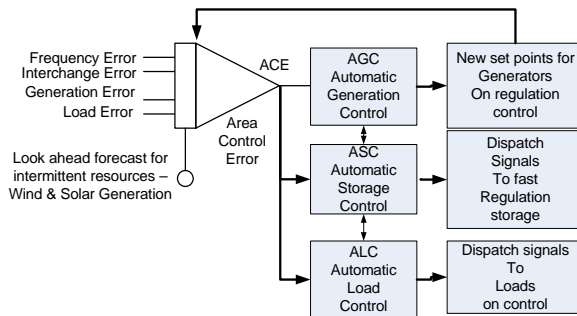 Frequency Error
Interchange Error
Generation Error
Load Error
Look ahead forecast for
intermittent resources –
Wind & Solar Generation
ACE
Area
Control
Error
AGC
Automatic
Generation
Control
New set points for
Generators
On regulation
control
ASC
Automatic
Storage
Control
Dispatch
Signals
To fast
Regulation
storage
ALC
Automatic
Load
Control
Dispatch signals
To
Loads
on control